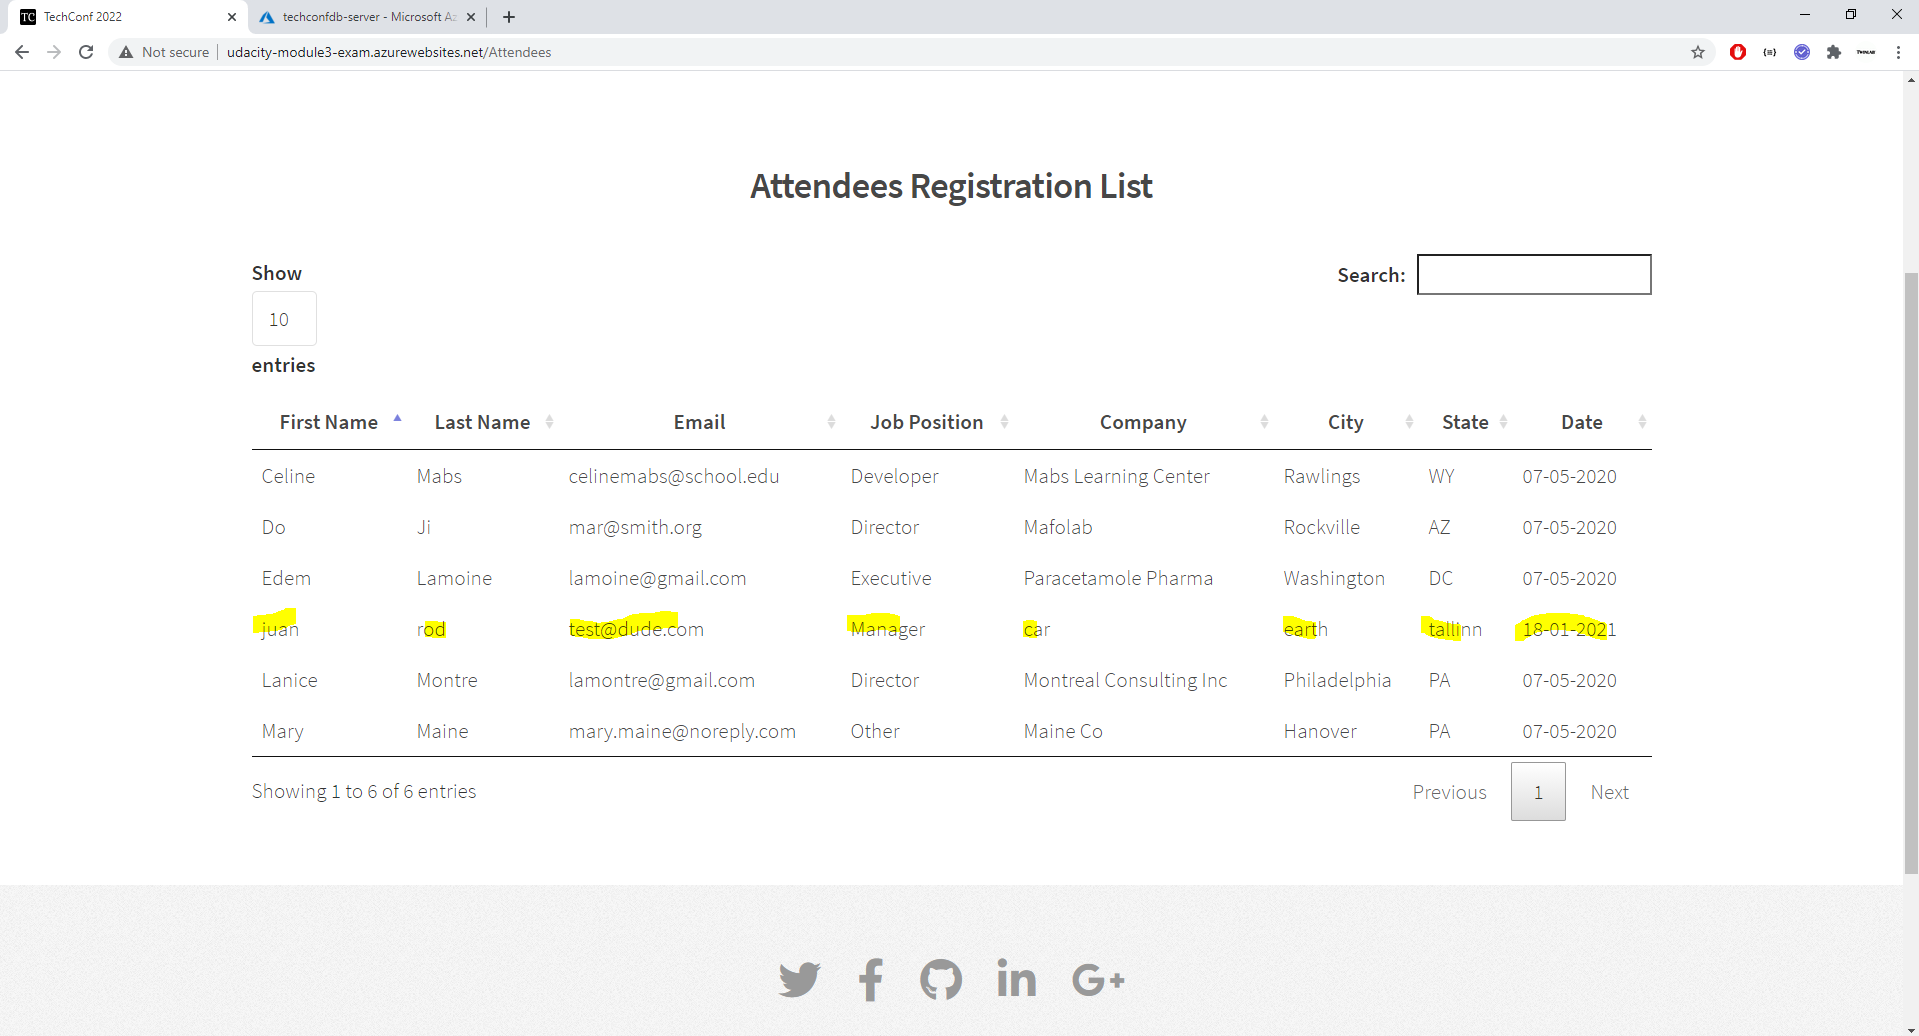 TC TechConf 2022
techconfdb-server - Microsoft Az
Not secure udacity-module3-exam.azurewebsites.net/Attendees
Attendees Registration List
Show
Search:
10
entries
First Name Last Name Email Job Position Company City State Date
Celine Mabs celinemabs@school.edu Developer Mabs Learning Center Rawlings WY 07-05-2020
Do Ji mar@smith.org Director Mafolab Rockville AZ 07-05-2020
Edem Lamoine lamoine@gmail.com Executive Paracetamole Pharma Washington DC 07-05-2020
juan rod test@dude.com Manager car earth tallinn 18-01-2021
Lanice Montre lamontre@gmail.com Director Montreal Consulting Inc Philadelphia PA 07-05-2020
Mary Maine mary.maine@noreply.com Other Maine Co Hanover PA 07-05-2020
Showing 1 to 6 of 6 entries
Previous 1 Next